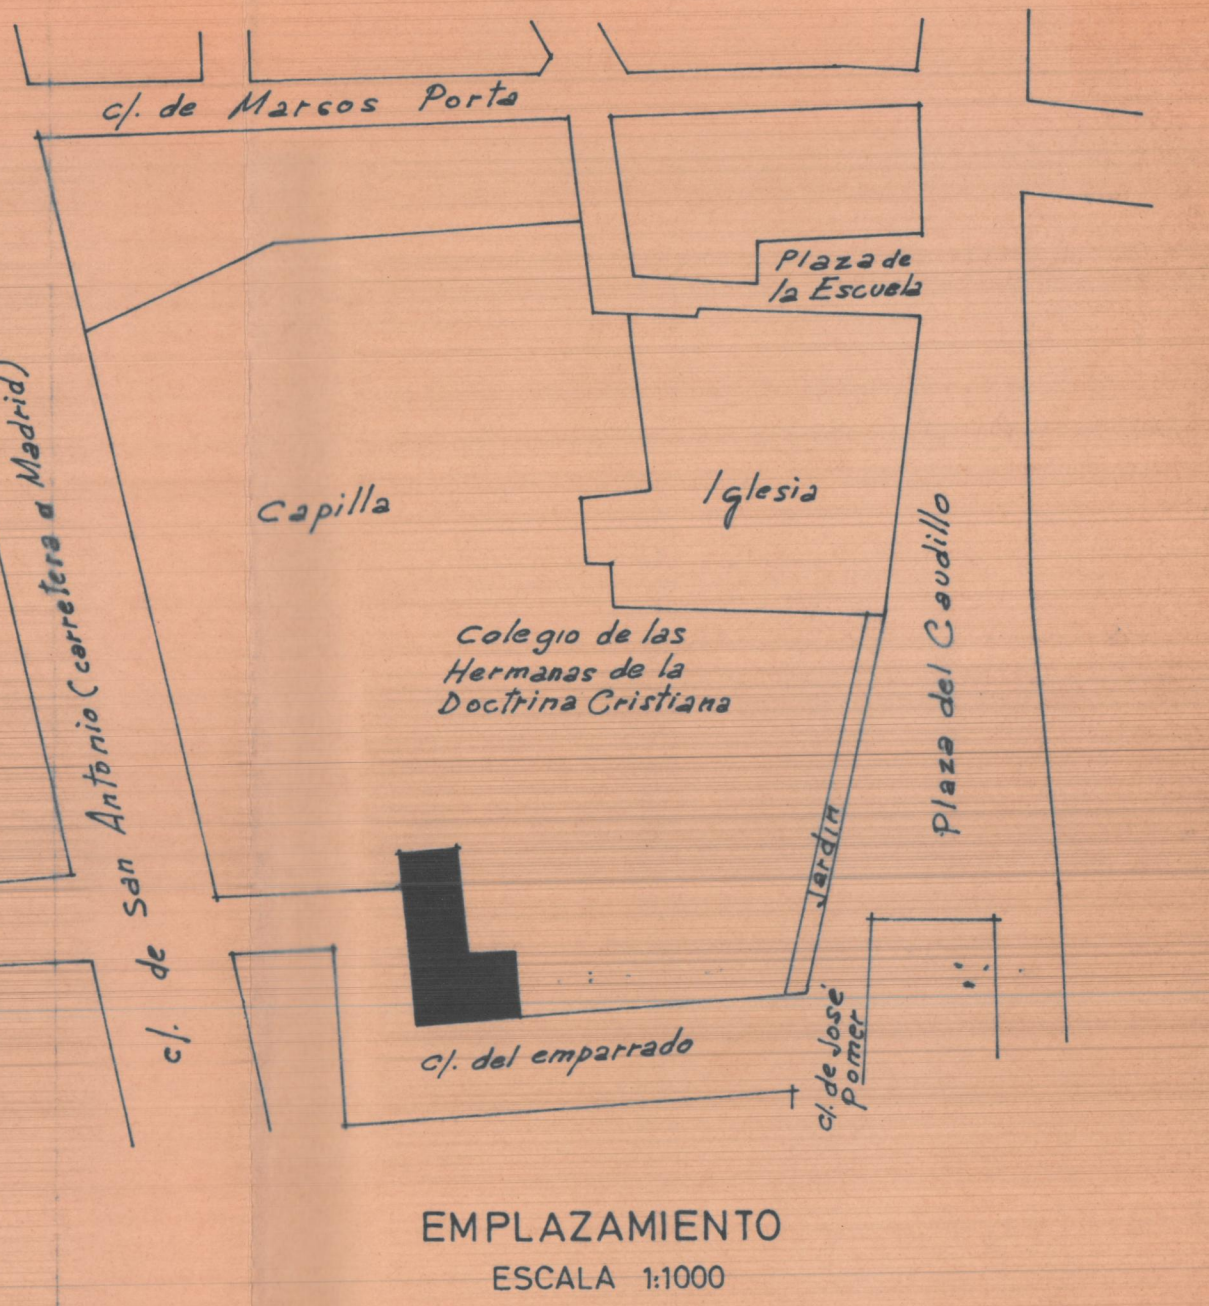 c/. de Marcos Porta
Plaza de
la Escuela
c/. de San Antonio (carretera a Madrid)
Capilla
Iglesia
Plaza del Caudillo
Colegio de las
Hermanas de la
Doctrina Cristiana
Jardín
c/. del emparrado
c/. de José
Pomer
EMPLAZAMIENTO
ESCALA 1:1000